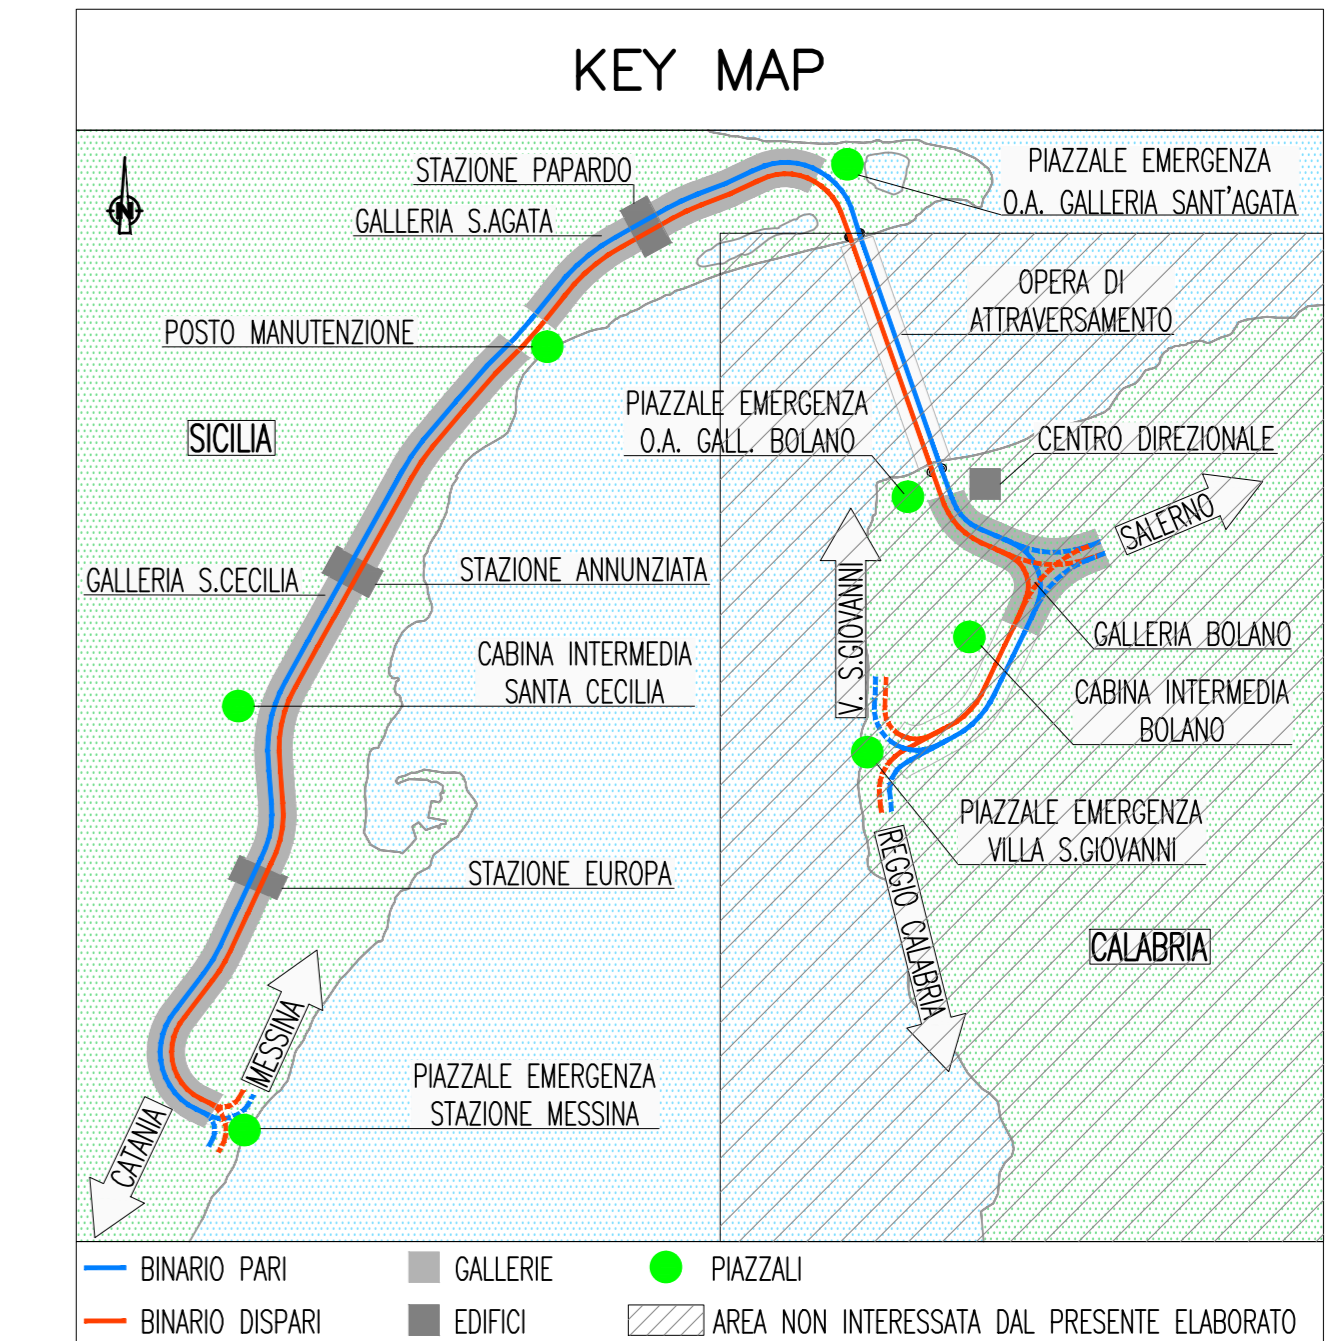 KEY MAP
N
STAZIONE PAPARDO
PIAZZALE EMERGENZA
O.A. GALLERIA SANT'AGATA
GALLERIA S.AGATA
OPERA DI
ATTRAVERSAMENTO
POSTO MANUTENZIONE
PIAZZALE EMERGENZA
O.A. GALL. BOLANO
SICILIA
CENTRO DIREZIONALE
SALERNO
GALLERIA S.CECILIA
STAZIONE ANNUNZIATA
V. S.GIOVANNI
GALLERIA BOLANO
CABINA INTERMEDIA
SANTA CECILIA
CABINA INTERMEDIA
BOLANO
PIAZZALE EMERGENZA
VILLA S.GIOVANNI
STAZIONE EUROPA
REGGIO CALABRIA
CALABRIA
MESSINA
PIAZZALE EMERGENZA
STAZIONE MESSINA
CATANIA
BINARIO PARI
GALLERIE
PIAZZALI
BINARIO DISPARI
EDIFICI
AREA NON INTERESSATA DAL PRESENTE ELABORATO